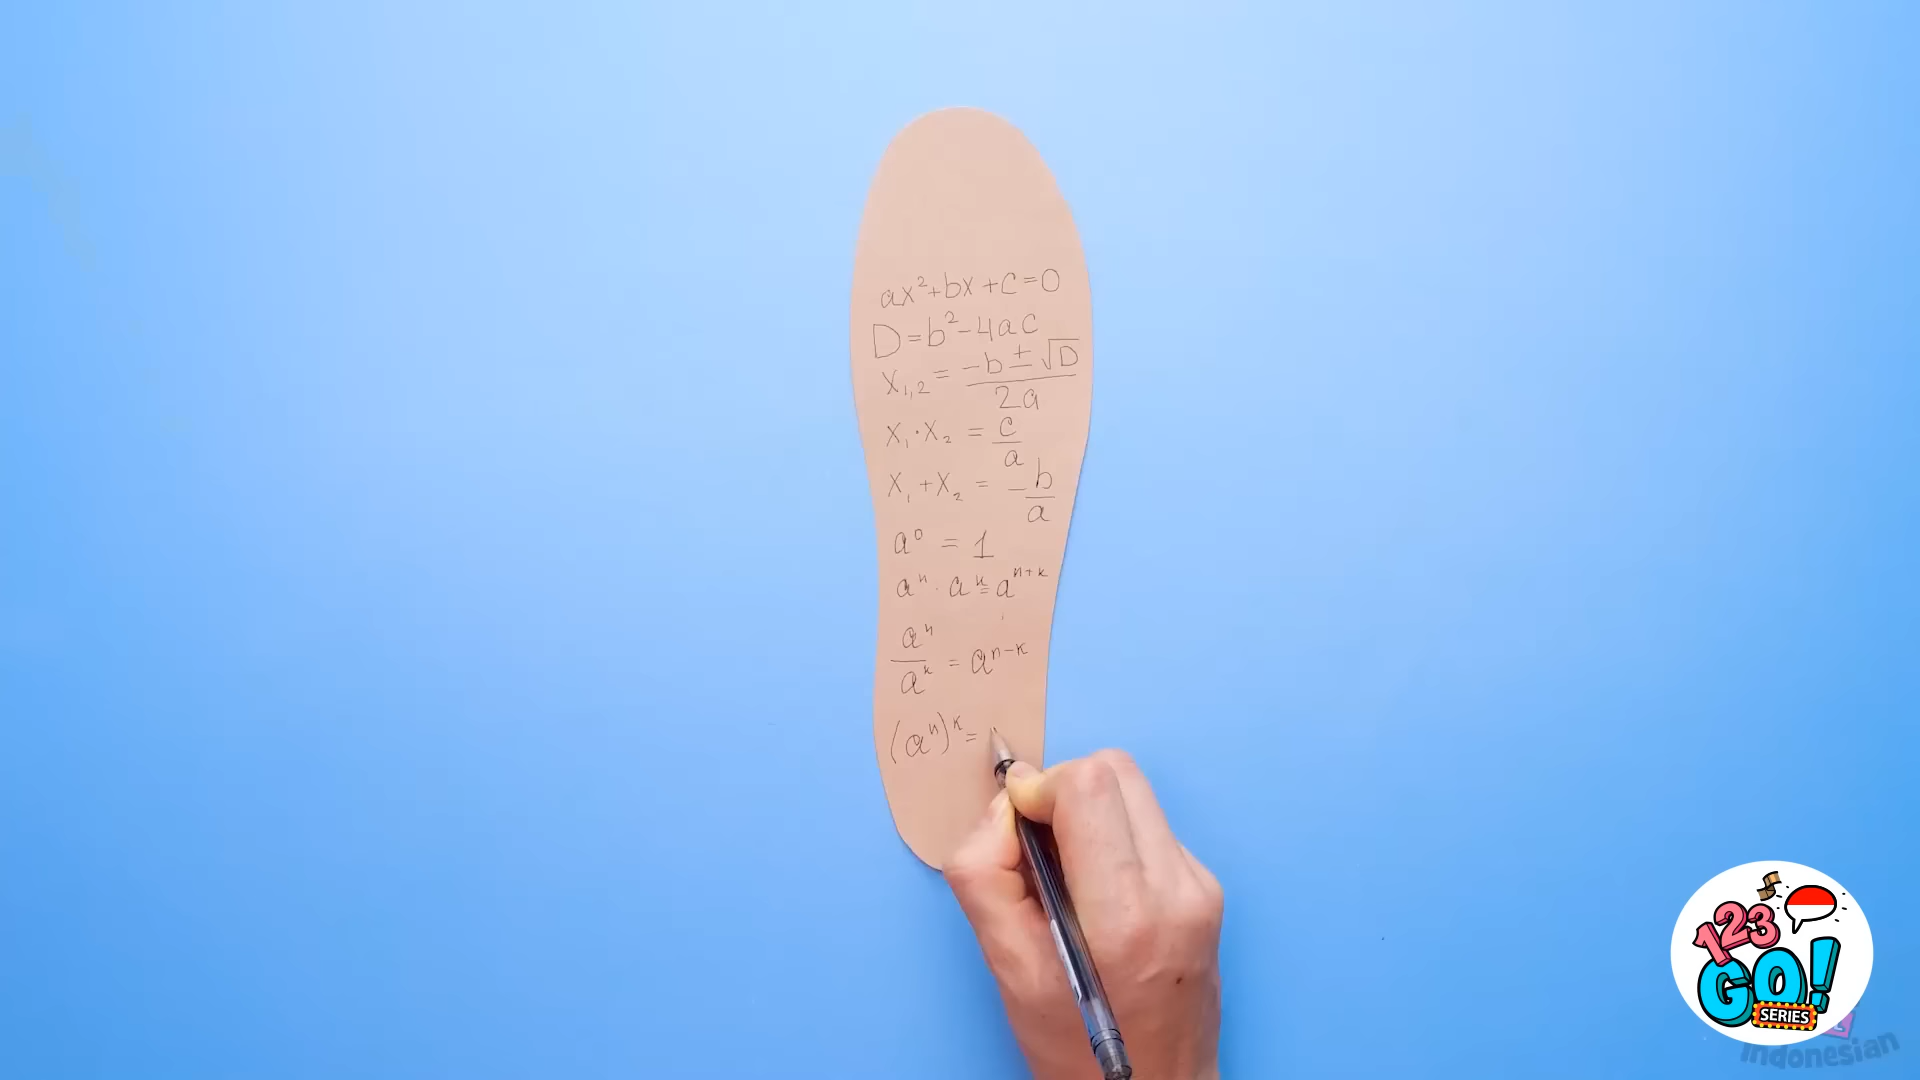 ax²+bx+c=0
D=b²-4ac
x₁,₂ = (-b±√D)/2a
x₁·x₂ = c/a
x₁+x₂ = -b/a
a⁰ = 1
aⁿ·aᵏ=aⁿ⁺ᵏ
aⁿ/aᵏ = aⁿ⁻ᵏ
(aⁿ)ᵏ=
123
GO!
SERIES
Indonesian